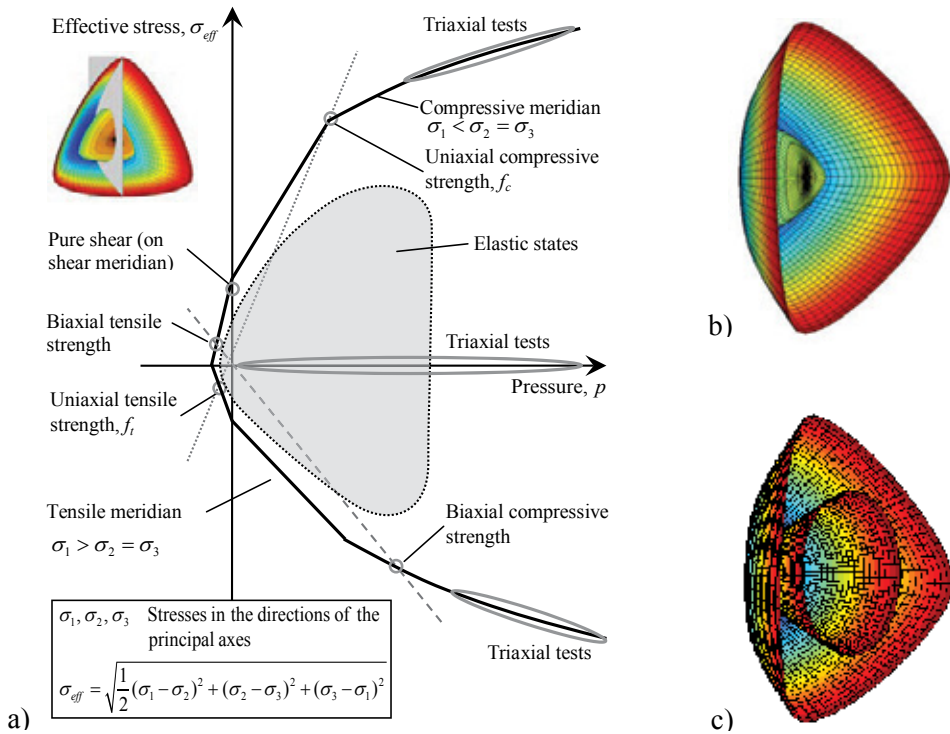 Effective stress, σ_eff
Triaxial tests
Compressive meridian
σ₁ < σ₂ = σ₃
Uniaxial compressive
strength, f_c
Pure shear (on
shear meridian)
Elastic states
Biaxial tensile
strength
Triaxial tests
Pressure, p
Uniaxial tensile
strength, f_t
Tensile meridian
σ₁ > σ₂ = σ₃
Biaxial compressive
strength
Triaxial tests
σ₁, σ₂, σ₃ Stresses in the directions of the
principal axes
σ_eff = √(1/2 (σ₁ − σ₂)² + (σ₂ − σ₃)² + (σ₃ − σ₁)²)
a)
b)
c)